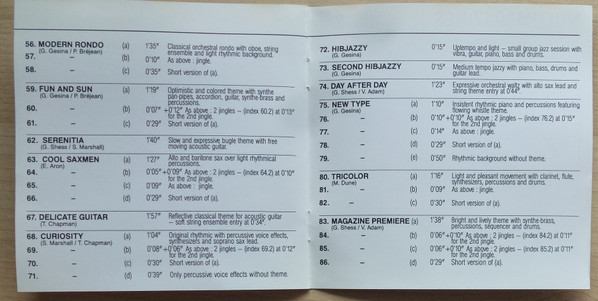 56. MODERN RONDO (a) 1'35" Classical orchestral rondo with oboe, string
(G. Gesina / P. Bréjean) ensemble and light rhythmic background.
57. – (b) 0'10" As above : jingle.
58. – (c) 0'35" Short version of (a).
59. FUN AND SUN (a) 1'19" Optimistic and colored theme with synthe
(G. Gesina / P. Bréjean) pan-pipes, accordion, guitar, synthe-brass and
percussions.
60. – (b) 0'07" +0'12" As above ; 2 jingles – (index 60.2) at 0'13"
for the 2nd jingle.
61. – (c) 0'29" Short version of (a).
62. SERENITIA 1'40" Slow and expressive bugle theme with free
(G. Shess / S. Marshall) moving acoustic guitar.
63. COOL SAXMEN (a) 1'27" Alto and baritone sax over light rhythmical
(E. Aron) percussions.
64. – (b) 0'05" +0'09" As above ; 2 jingles – (index 64.2) at 0'10"
for the 2nd jingle.
65. – (c) 0'09" As above : jingle.
66. – (d) 0'29" Short version of (a).
67. DELICATE GUITAR 1'57" Reflective classical theme for acoustic guitar
(T. Chapman) – soft string ensemble entry at 0'34".
68. CURIOSITY (a) 1'04" Original rhythm with percussive voice effects,
(S. Marshall / T. Chapman) synthesizers and soprano sax lead.
69. – (b) 0'08" +0'06" As above ; 2 jingles – (index 69.2) at 0'12"
for the 2nd jingle.
70. – (c) 0'30" Short version of (a).
71. – (d) 0'39" Only percussive voice effects without theme.
72. HIBJAZZY 0'15" Uptempo and light – small group jazz session with
(G. Gesina) vibra, piano, bass and drums.
73. SECOND HIBJAZZY 0'15" Medium tempo jazzy with piano, bass, drums and
(G. Gesina) guitar lead.
74. DAY AFTER DAY 1'23" Expressive orchestral waltz with alto sax lead and
(G. Shess / V. Adam) string theme entry at 0'44".
75. NEW TYPE (a) 1'10" Insistent rhythmic piano and percussions featuring
(G. Gesina) flowing whistle theme.
76. – (b) 0'10" +0'10" As above ; 2 jingles – (index 76.2) at 0'15"
for the 2nd jingle.
77. – (c) 0'14" As above : jingle.
78. – (d) 0'29" Short version of (a).
79. – (e) 0'50" Rhythmic background without theme.
80. TRICOLOR (a) 1'16" Light and pleasant movement with clarinet, flute,
(M. Dune) synthesizers, percussions and drums.
81. – (b) 0'09" As above : jingle.
82. – (c) 0'30" Short version of (a).
83. MAGAZINE PREMIERE (a) 1'38" Bright and lively theme with synthe-brass,
(G. Shess / V. Adam) percussions, sequencer and drums.
84. – (b) 0'06" +0'10" As above ; 2 jingles – (index 84.2) at 0'11"
for the 2nd jingle.
85. – (c) 0'06" +0'10" As above ; 2 jingles – (index 85.2) at 0'11"
for the 2nd jingle.
86. – (d) 0'29" Short version of (a).